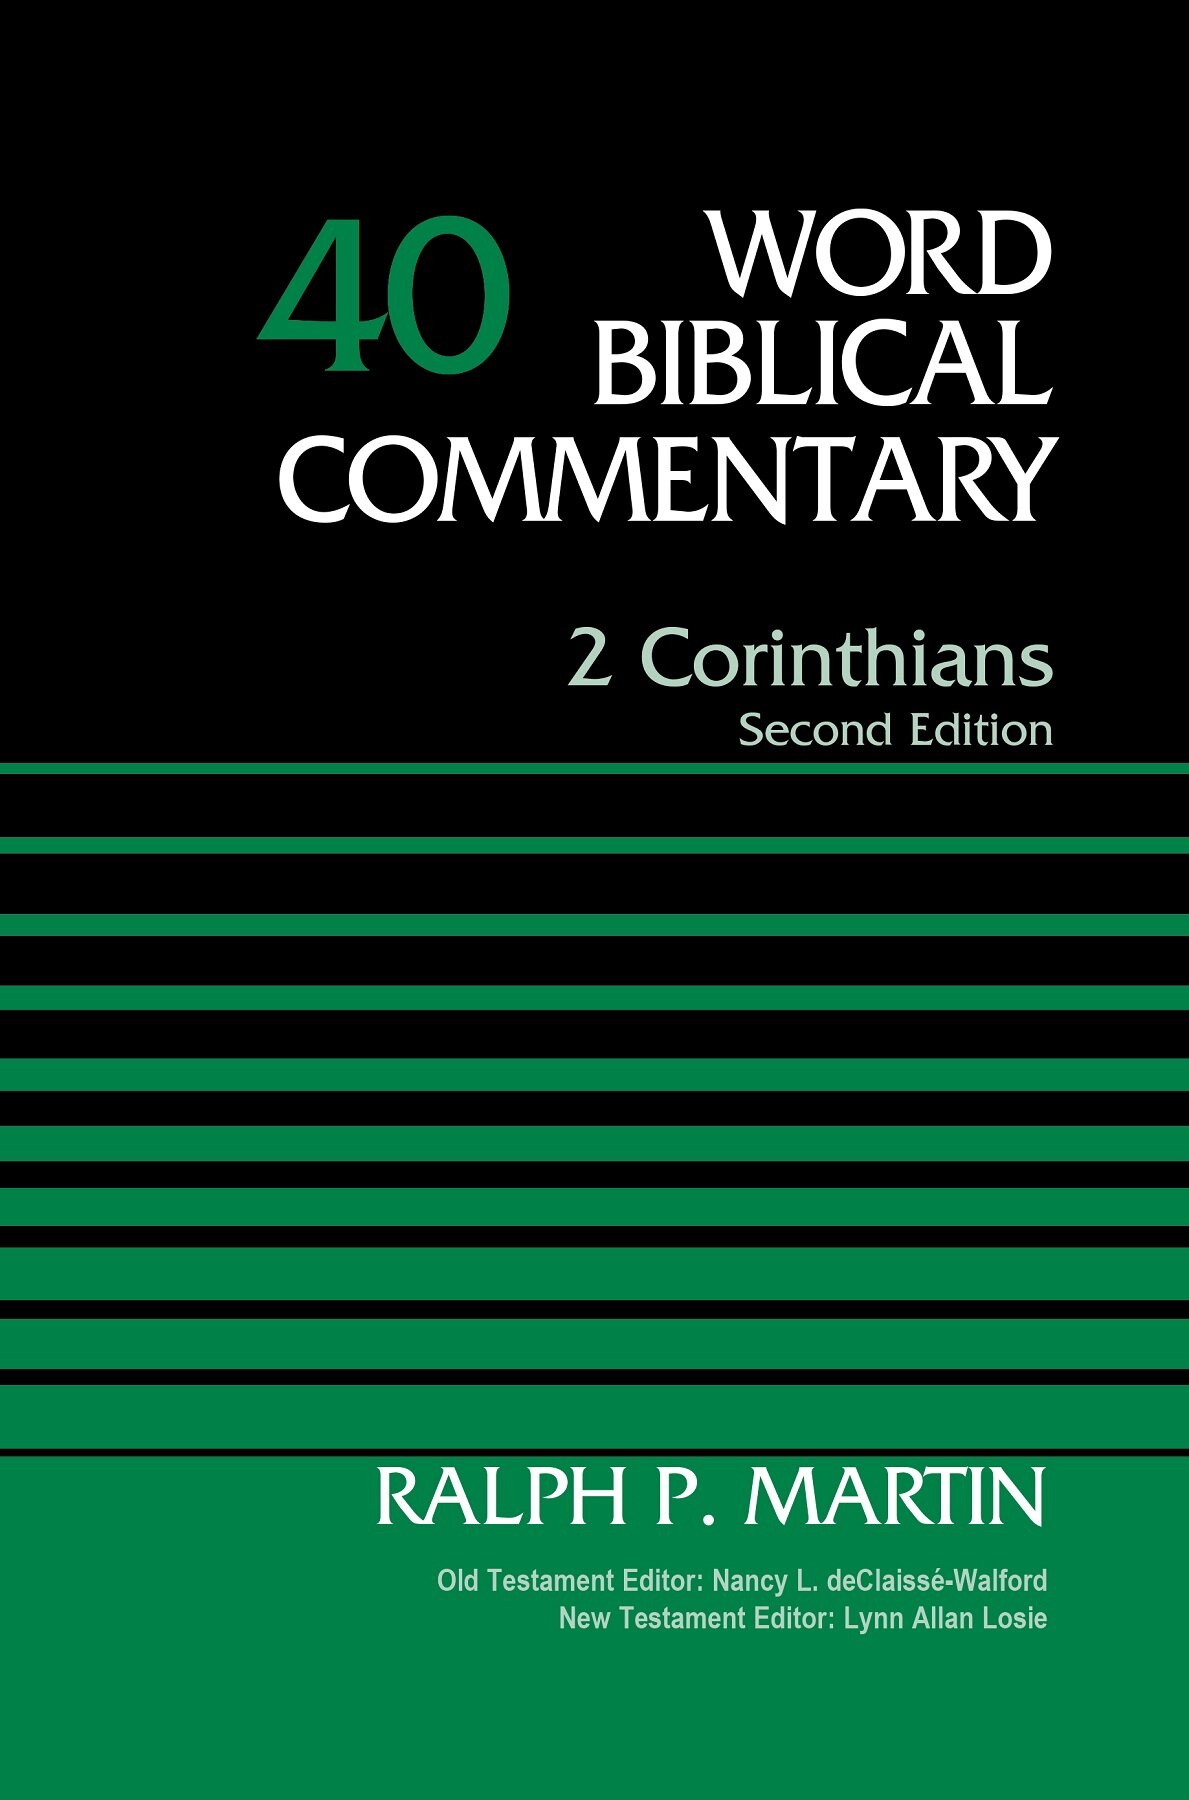 40
WORD
BIBLICAL
COMMENTARY
2 Corinthians
Second Edition
RALPH P. MARTIN
Old Testament Editor: Nancy L. deClaissé-Walford
New Testament Editor: Lynn Allan Losie